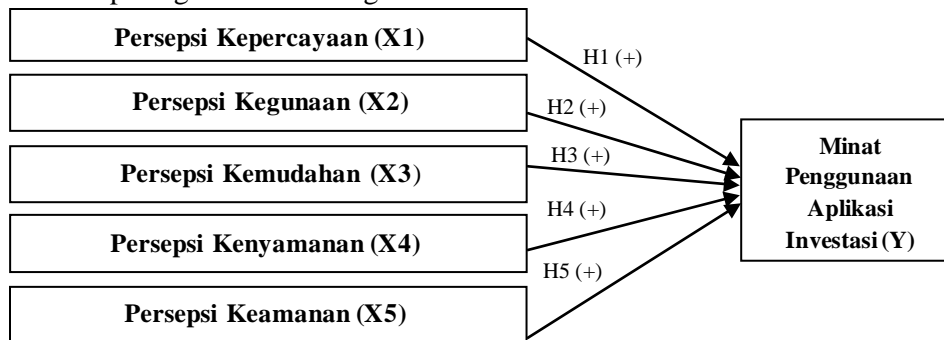 Persepsi Kepercayaan (X1)
H1 (+)
Persepsi Kegunaan (X2)
H2 (+)
Persepsi Kemudahan (X3)
H3 (+)
Persepsi Kenyamanan (X4)
H4 (+)
Persepsi Keamanan (X5)
H5 (+)
Minat
Penggunaan
Aplikasi
Investasi (Y)